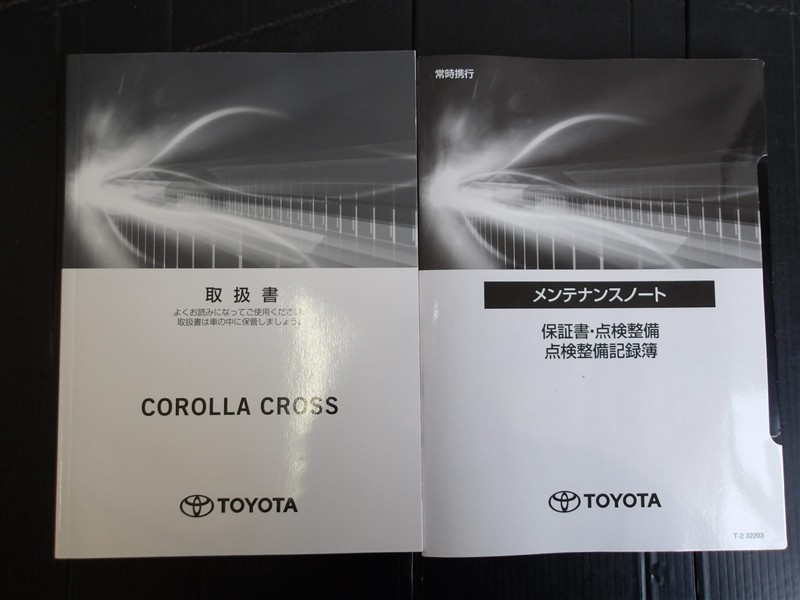 取扱書
よくお読みになってご使用ください。
取扱書は車の中に保管しましょう。
COROLLA CROSS
TOYOTA
常時携行
メンテナンスノート
保証書・点検整備
点検整備記録簿
TOYOTA
T-2 32203